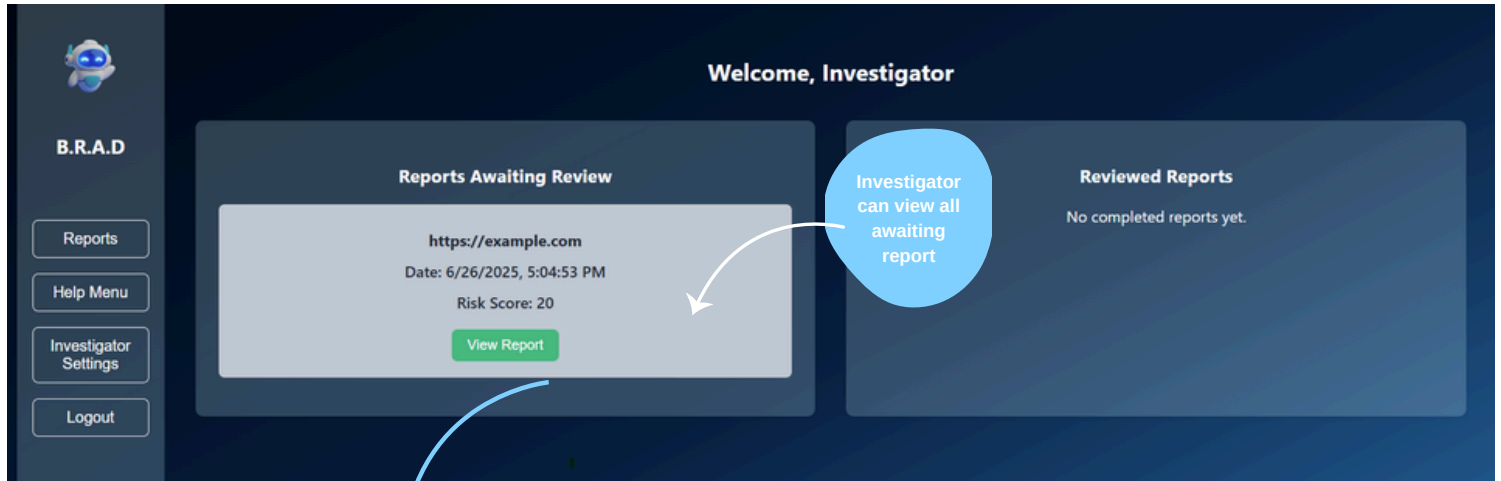 Welcome, Investigator
B.R.A.D
Reports
Help Menu
Investigator
Settings
Logout
Reports Awaiting Review
https://example.com
Date: 6/26/2025, 5:04:53 PM
Risk Score: 20
View Report
Investigator
can view all
awaiting
report
Reviewed Reports
No completed reports yet.